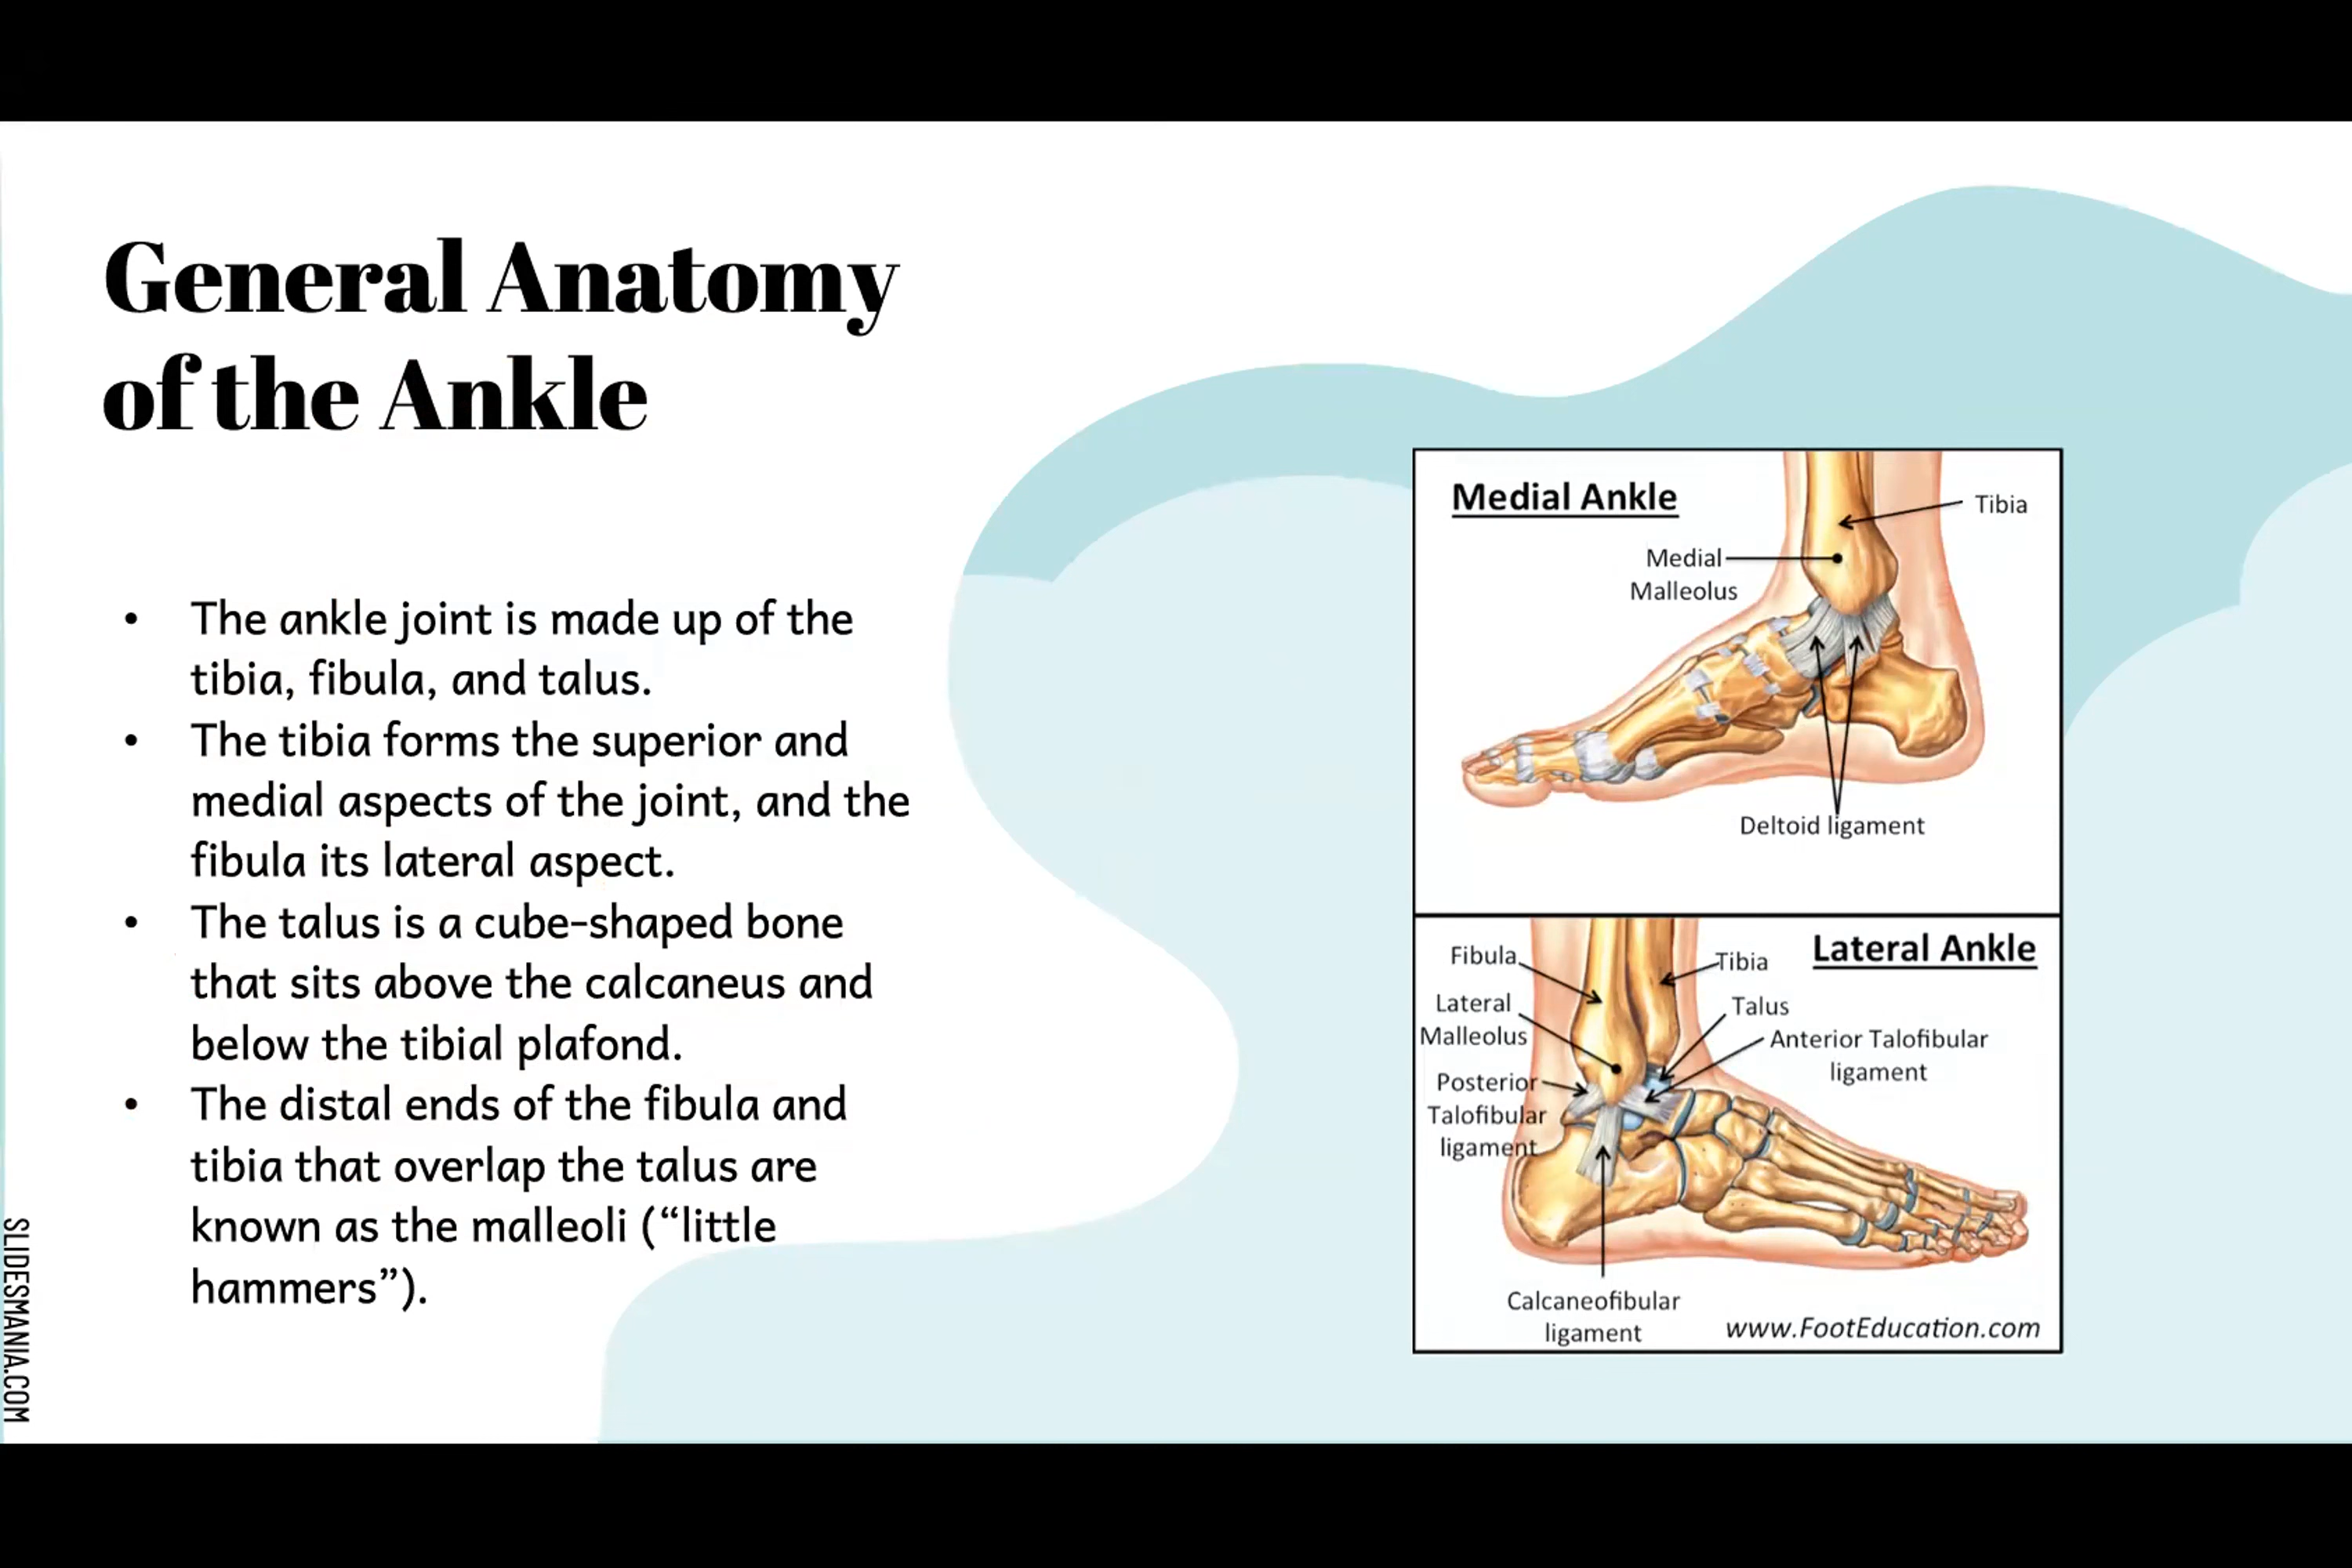 General Anatomy
of the Ankle
• The ankle joint is made up of the
tibia, fibula, and talus.
• The tibia forms the superior and
medial aspects of the joint, and the
fibula its lateral aspect.
• The talus is a cube-shaped bone
that sits above the calcaneus and
below the tibial plafond.
• The distal ends of the fibula and
tibia that overlap the talus are
known as the malleoli (“little
hammers”).
Medial Ankle
Tibia
Medial
Malleolus
Deltoid ligament
Lateral Ankle
Fibula
Tibia
Lateral
Malleolus
Talus
Anterior Talofibular
ligament
Posterior
Talofibular
ligament
Calcaneofibular
ligament
www.FootEducation.com
SLIDESMANIA.COM